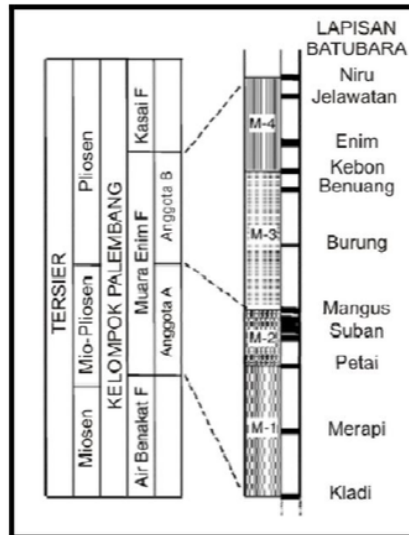 LAPISAN
BATUBARA
TERSIER
Pliosen
Mio-Pliosen
Miosen
KELOMPOK PALEMBANG
Kasai F
Muara Enim F
Air Benakat F
Anggota B
Anggota A
M-4
M-3
M-2
M-1
Niru
Jelawatan
Enim
Kebon
Benuang
Burung
Mangus
Suban
Petai
Merapi
Kladi